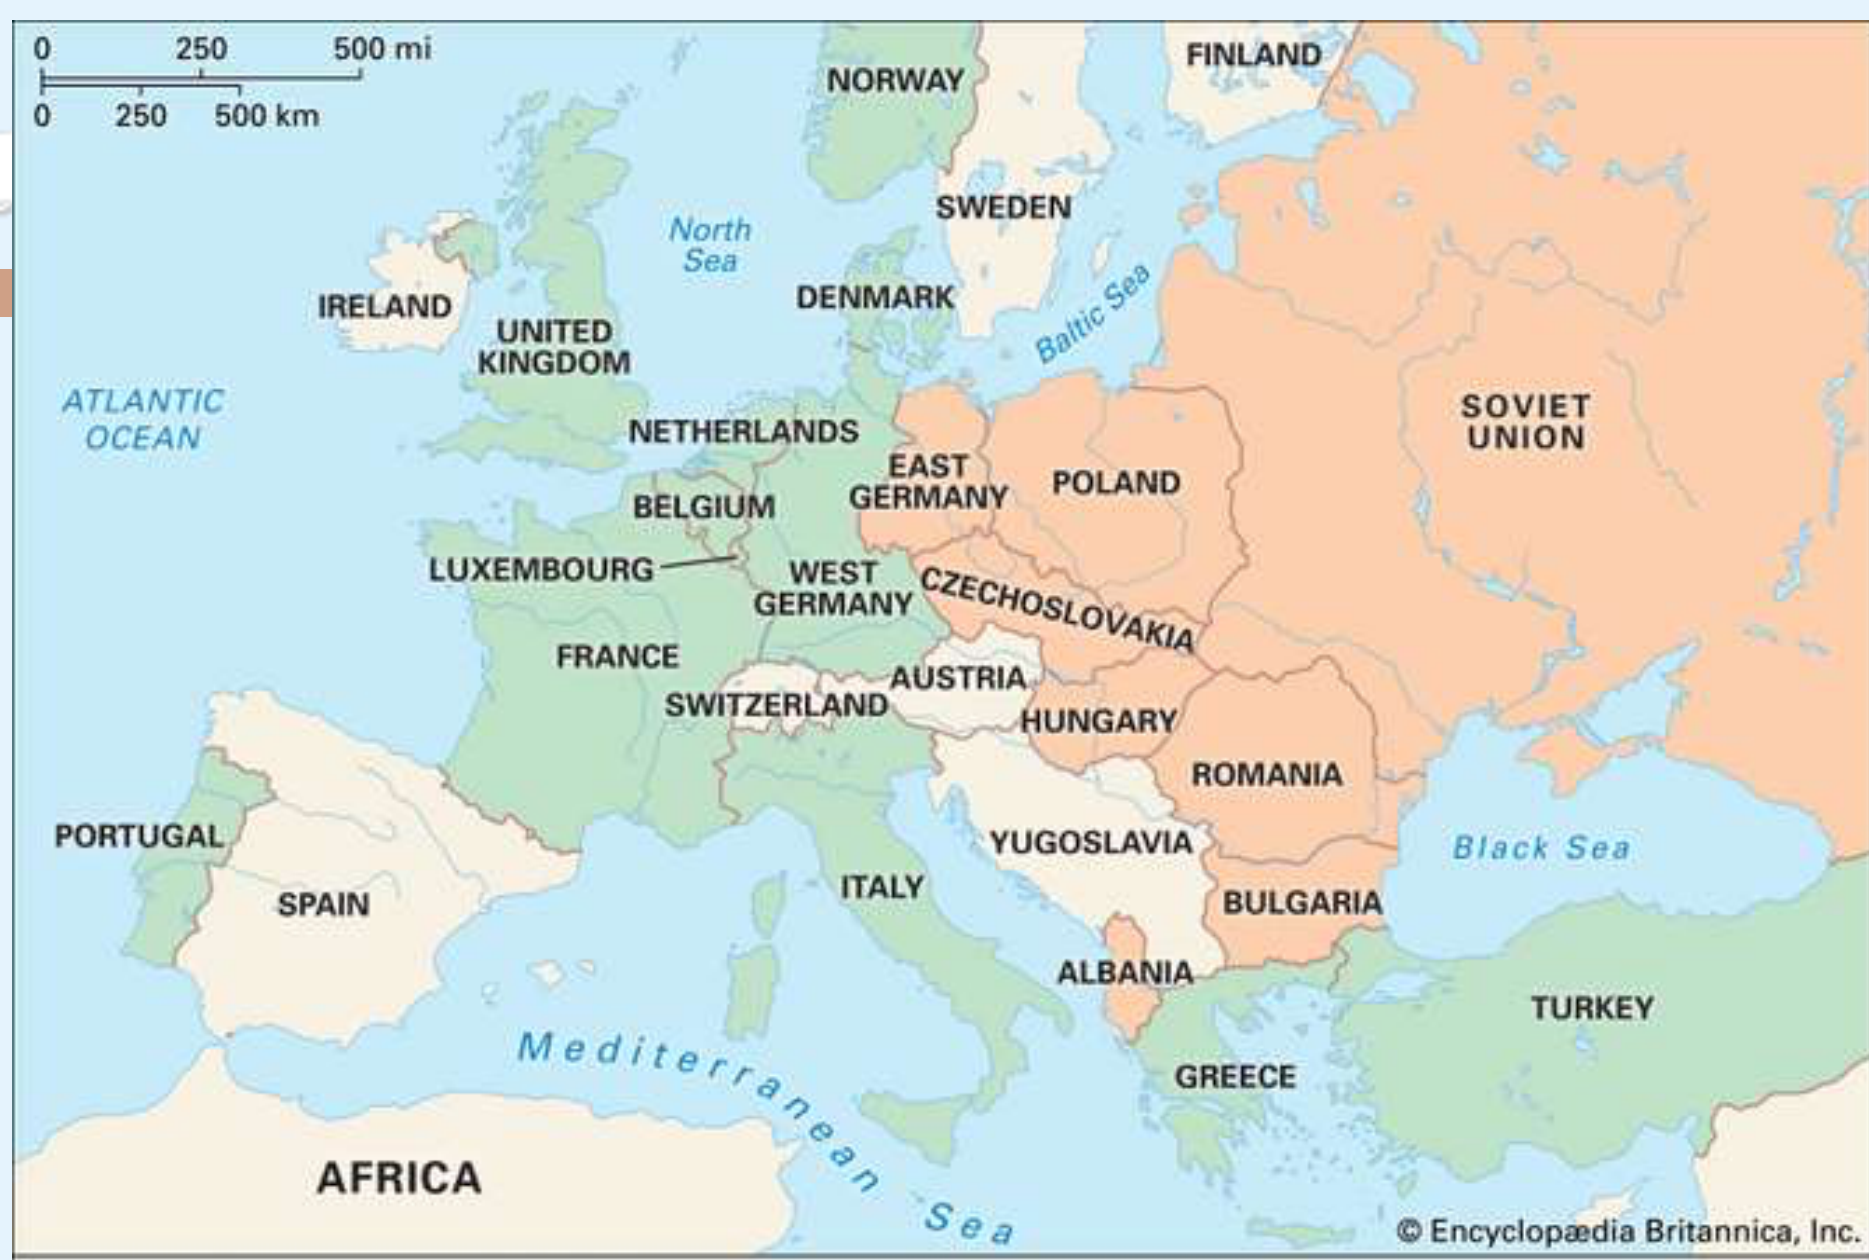 0 250 500 mi
0 250 500 km
NORWAY
FINLAND
SWEDEN
North
Sea
DENMARK
Baltic Sea
IRELAND
UNITED
KINGDOM
ATLANTIC
OCEAN
NETHERLANDS
EAST
GERMANY
POLAND
SOVIET
UNION
BELGIUM
LUXEMBOURG
WEST
GERMANY
CZECHOSLOVAKIA
FRANCE
SWITZERLAND
AUSTRIA
HUNGARY
ROMANIA
PORTUGAL
SPAIN
ITALY
YUGOSLAVIA
Black Sea
BULGARIA
ALBANIA
TURKEY
GREECE
Mediterranean Sea
AFRICA
© Encyclopædia Britannica, Inc.